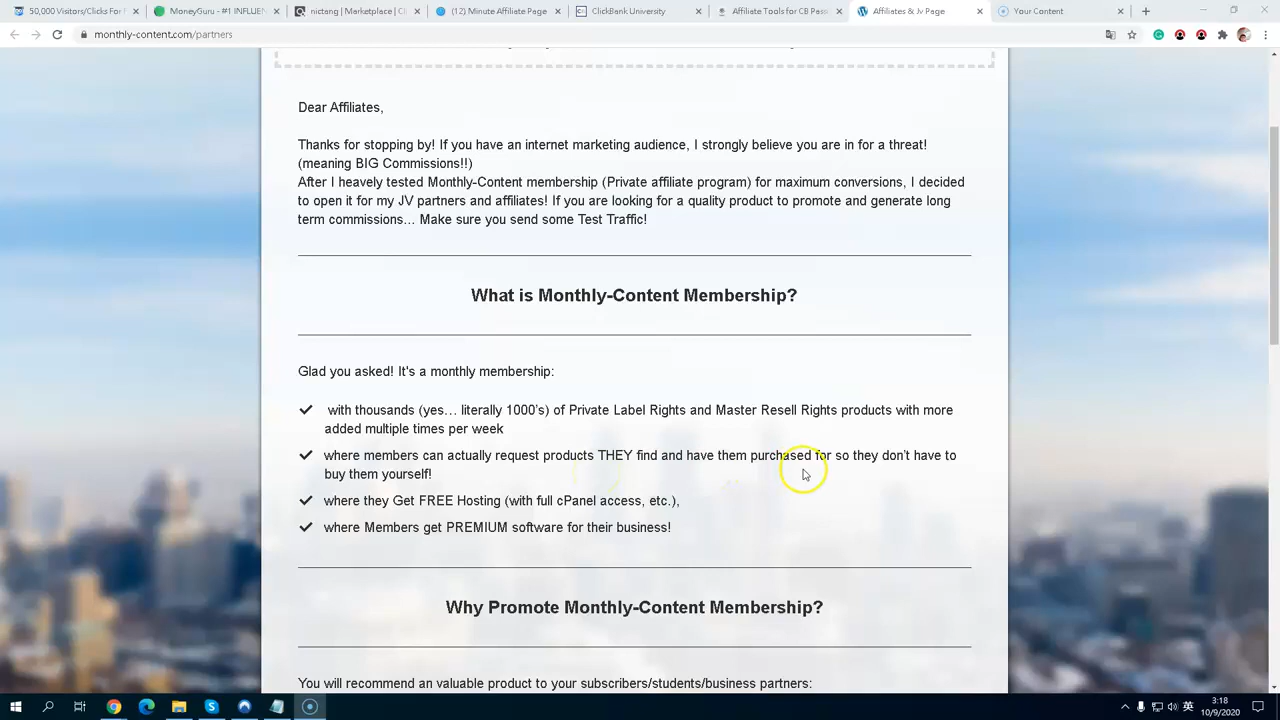 50,000 Visitors/Clicks For F
MoneyGuru - #1 INFLUEN
nictang | Marketplace | Cl
(12) Minute Affiliate Page
ClickBank University
Affiliate Tools for CB Pass
Affiliates & Jv Page
Your Content
monthly-content.com/partners
Dear Affiliates,
Thanks for stopping by! If you have an internet marketing audience, I strongly believe you are in for a threat!
(meaning BIG Commissions!!)
After I heavely tested Monthly-Content membership (Private affiliate program) for maximum conversions, I decided
to open it for my JV partners and affiliates! If you are looking for a quality product to promote and generate long
term commissions... Make sure you send some Test Traffic!
What is Monthly-Content Membership?
Glad you asked! It's a monthly membership:
with thousands (yes… literally 1000's) of Private Label Rights and Master Resell Rights products with more
added multiple times per week
where members can actually request products THEY find and have them purchased for so they don't have to
buy them yourself!
where they Get FREE Hosting (with full cPanel access, etc.),
where Members get PREMIUM software for their business!
Why Promote Monthly-Content Membership?
You will recommend an valuable product to your subscribers/students/business partners:
英
3:18
10/9/2020